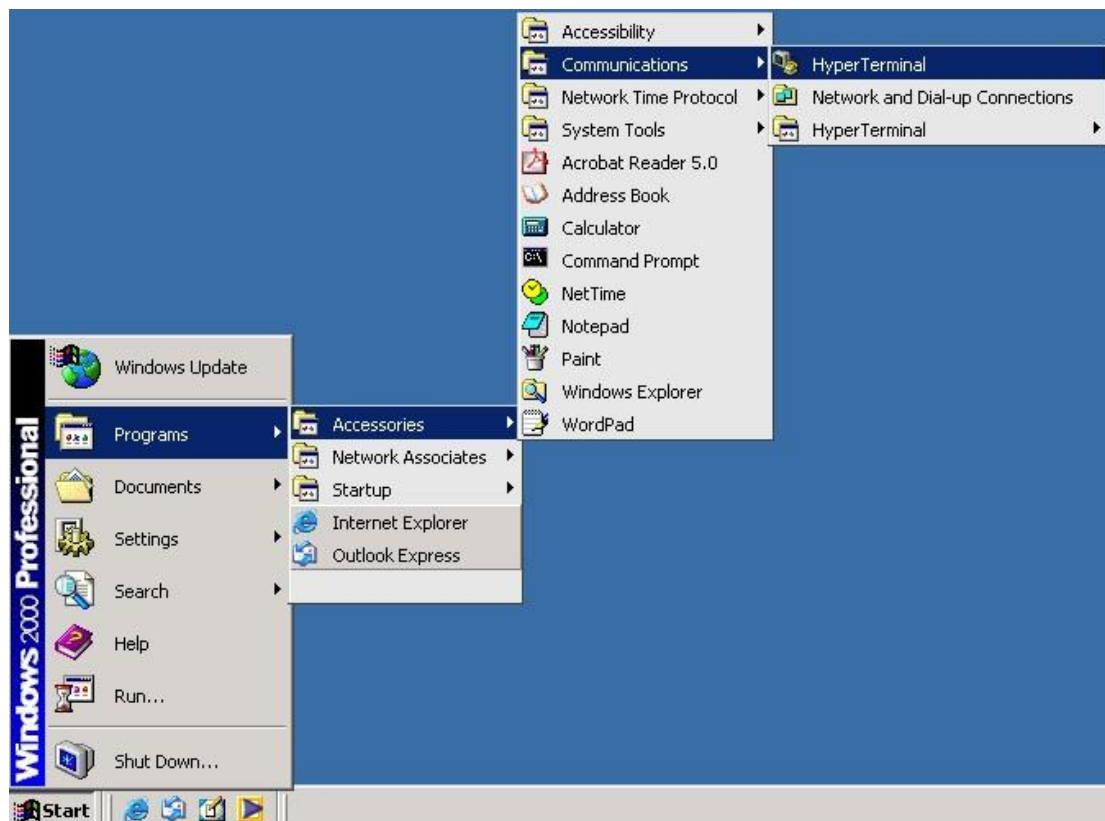 Accessibility
Communications
Network Time Protocol
System Tools
Acrobat Reader 5.0
Address Book
Calculator
Command Prompt
NetTime
Notepad
Paint
Windows Explorer
WordPad
HyperTerminal
Network and Dial-up Connections
HyperTerminal
Windows Update
Programs
Documents
Settings
Search
Help
Run...
Shut Down...
Accessories
Network Associates
Startup
Internet Explorer
Outlook Express
Windows 2000 Professional
Start